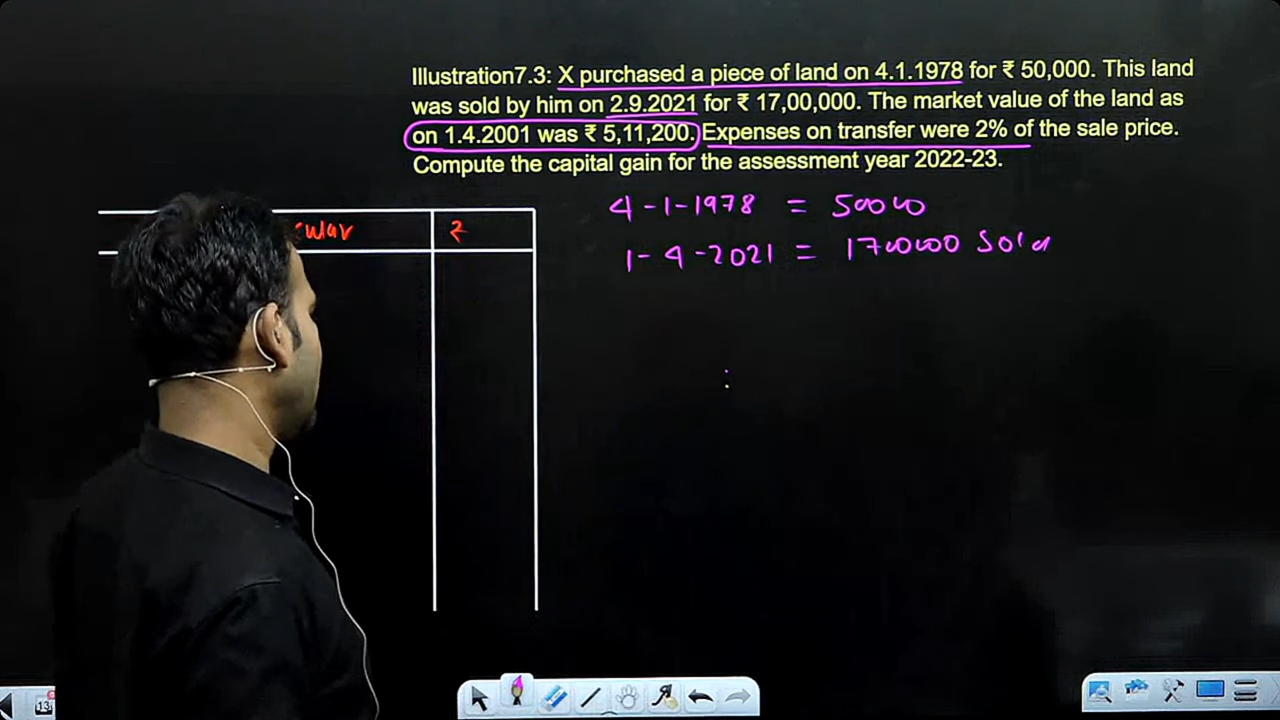 Illustration7.3: X purchased a piece of land on 4.1.1978 for ₹ 50,000. This land
was sold by him on 2.9.2021 for ₹ 17,00,000. The market value of the land as
on 1.4.2001 was ₹ 5,11,200. Expenses on transfer were 2% of the sale price.
Compute the capital gain for the assessment year 2022-23.
4-1-1978 = 50000
cular ₹
1-4-2021 = 1700000 Sold